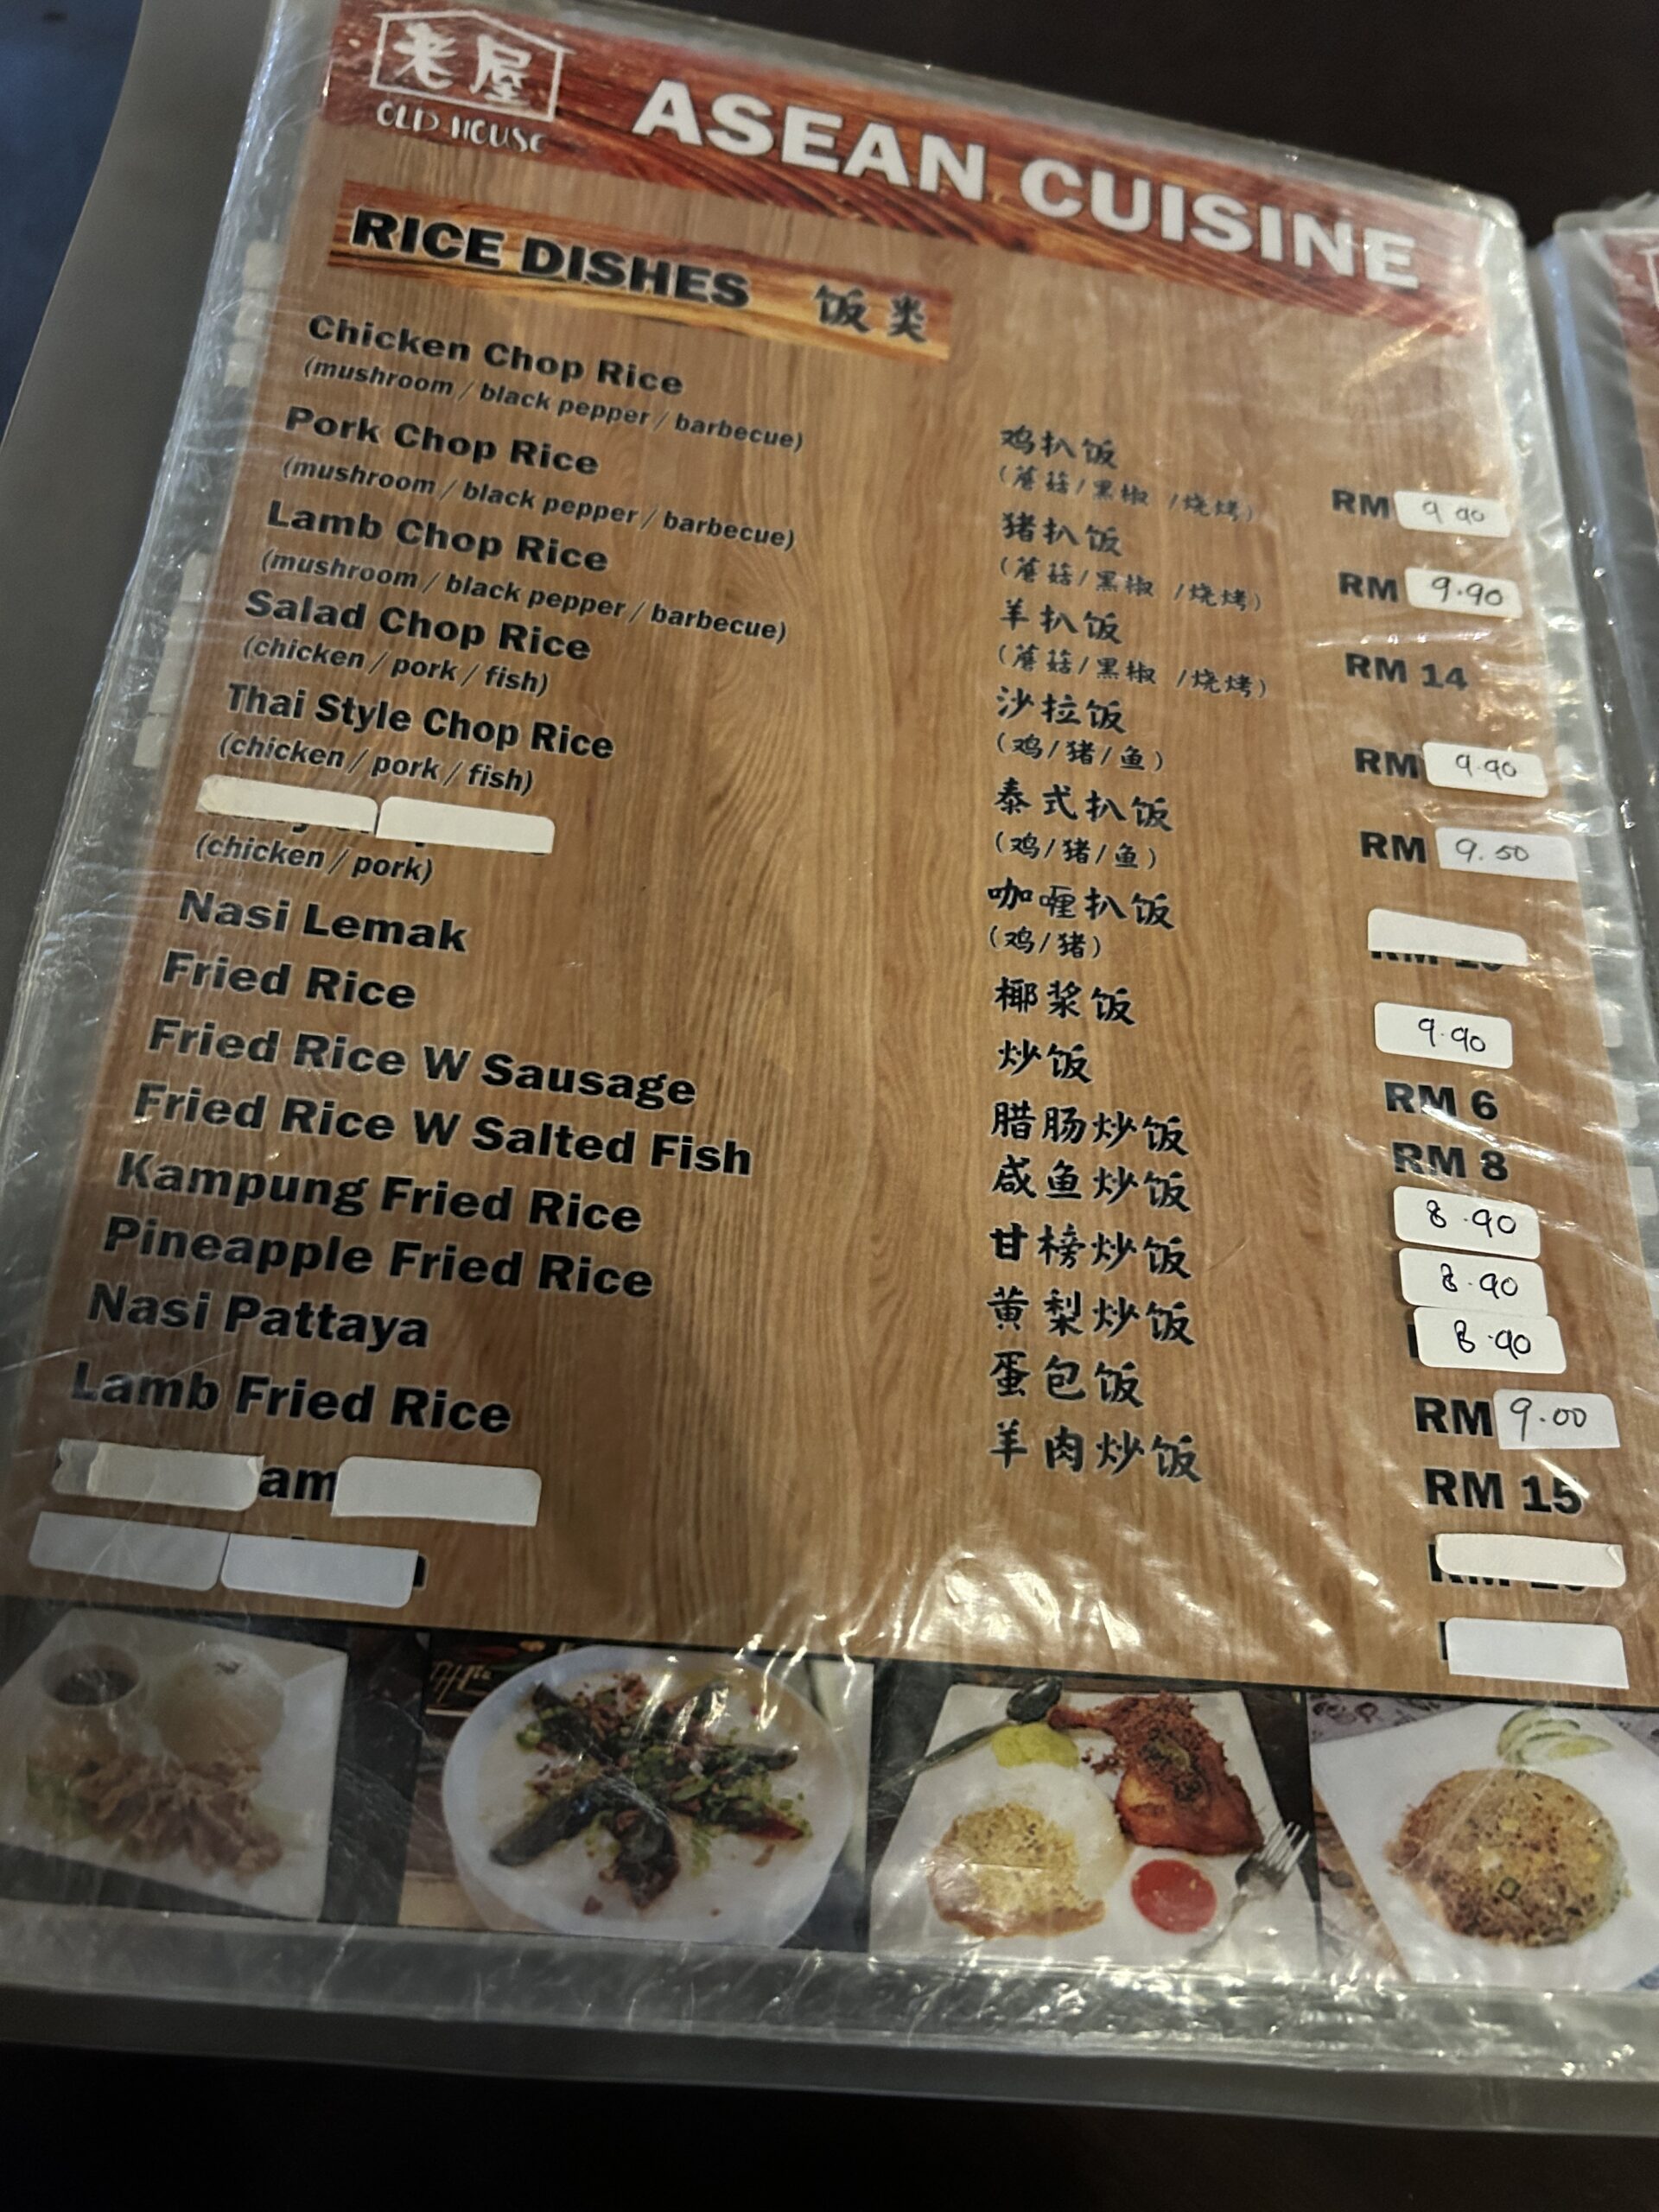 老屋
OLD HOUSE
ASEAN CUISINE
RICE DISHES 饭类
Chicken Chop Rice 鸡扒饭
(mushroom / black pepper / barbecue) (蘑菇/黑椒 /烧烤) RM 9.90
Pork Chop Rice 猪扒饭
(mushroom / black pepper / barbecue) (蘑菇/黑椒 /烧烤) RM 9.90
Lamb Chop Rice 羊扒饭
(mushroom / black pepper / barbecue) (蘑菇/黑椒 /烧烤) RM 14
Salad Chop Rice 沙拉饭
(chicken / pork / fish) (鸡/猪/鱼) RM 9.90
Thai Style Chop Rice 泰式扒饭
(chicken / pork / fish) (鸡/猪/鱼) RM 9.50
咖喱扒饭
(chicken / pork) (鸡/猪)
Nasi Lemak 椰浆饭 9.90
Fried Rice 炒饭 RM 6
Fried Rice W Sausage 腊肠炒饭 RM 8
Fried Rice W Salted Fish 咸鱼炒饭 8.90
Kampung Fried Rice 甘榜炒饭 8.90
Pineapple Fried Rice 黄梨炒饭 8.90
Nasi Pattaya 蛋包饭 RM 9.00
Lamb Fried Rice 羊肉炒饭 RM 15
am